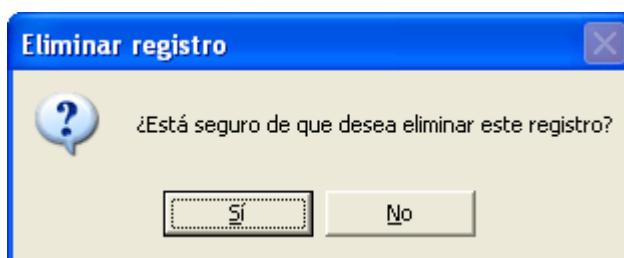 Eliminar registro
¿Está seguro de que desea eliminar este registro?
Sí No